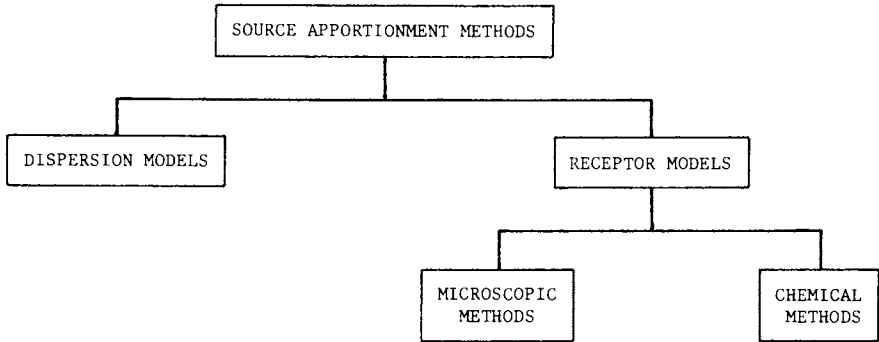 SOURCE APPORTIONMENT METHODS
DISPERSION MODELS
RECEPTOR MODELS
MICROSCOPIC
METHODS
CHEMICAL
METHODS